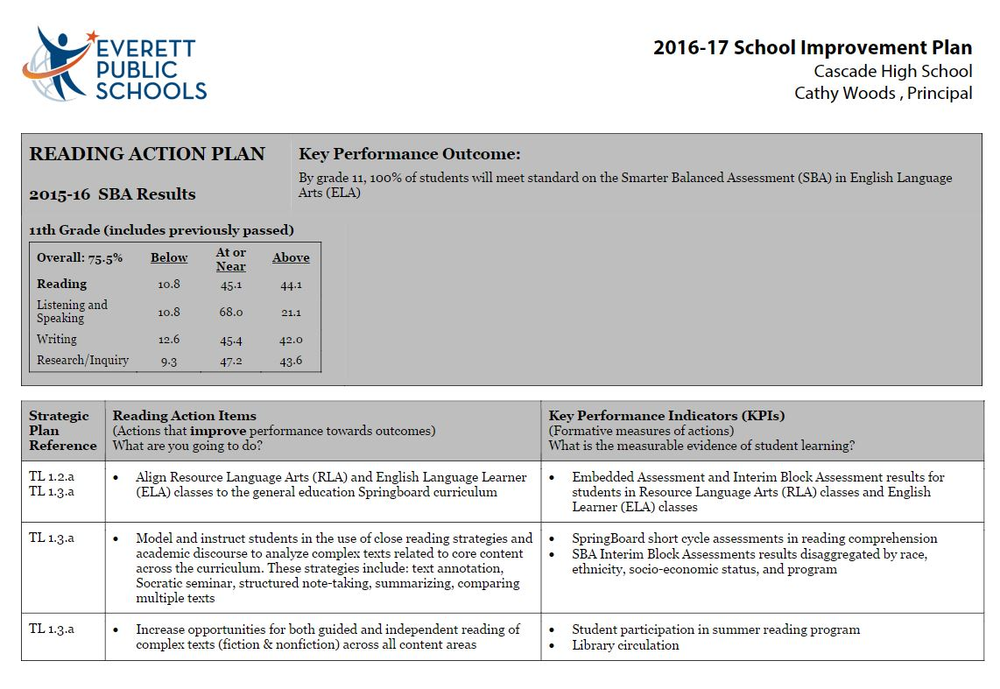 EVERETT
PUBLIC
SCHOOLS
2016-17 School Improvement Plan
Cascade High School
Cathy Woods , Principal
READING ACTION PLAN
2015-16 SBA Results
Key Performance Outcome:
By grade 11, 100% of students will meet standard on the Smarter Balanced Assessment (SBA) in English Language
Arts (ELA)
11th Grade (includes previously passed)
Overall: 75.5% Below At or Near Above
Reading 10.8 45.1 44.1
Listening and
Speaking 10.8 68.0 21.1
Writing 12.6 45.4 42.0
Research/Inquiry 9.3 47.2 43.6
Strategic
Plan
Reference
Reading Action Items
(Actions that improve performance towards outcomes)
What are you going to do?
Key Performance Indicators (KPIs)
(Formative measures of actions)
What is the measurable evidence of student learning?
TL 1.2.a
TL 1.3.a
• Align Resource Language Arts (RLA) and English Language Learner
(ELA) classes to the general education Springboard curriculum
• Embedded Assessment and Interim Block Assessment results for
students in Resource Language Arts (RLA) classes and English
Learner (ELA) classes
TL 1.3.a
• Model and instruct students in the use of close reading strategies and
academic discourse to analyze complex texts related to core content
across the curriculum. These strategies include: text annotation,
Socratic seminar, structured note-taking, summarizing, comparing
multiple texts
• SpringBoard short cycle assessments in reading comprehension
• SBA Interim Block Assessments results disaggregated by race,
ethnicity, socio-economic status, and program
TL 1.3.a
• Increase opportunities for both guided and independent reading of
complex texts (fiction & nonfiction) across all content areas
• Student participation in summer reading program
• Library circulation